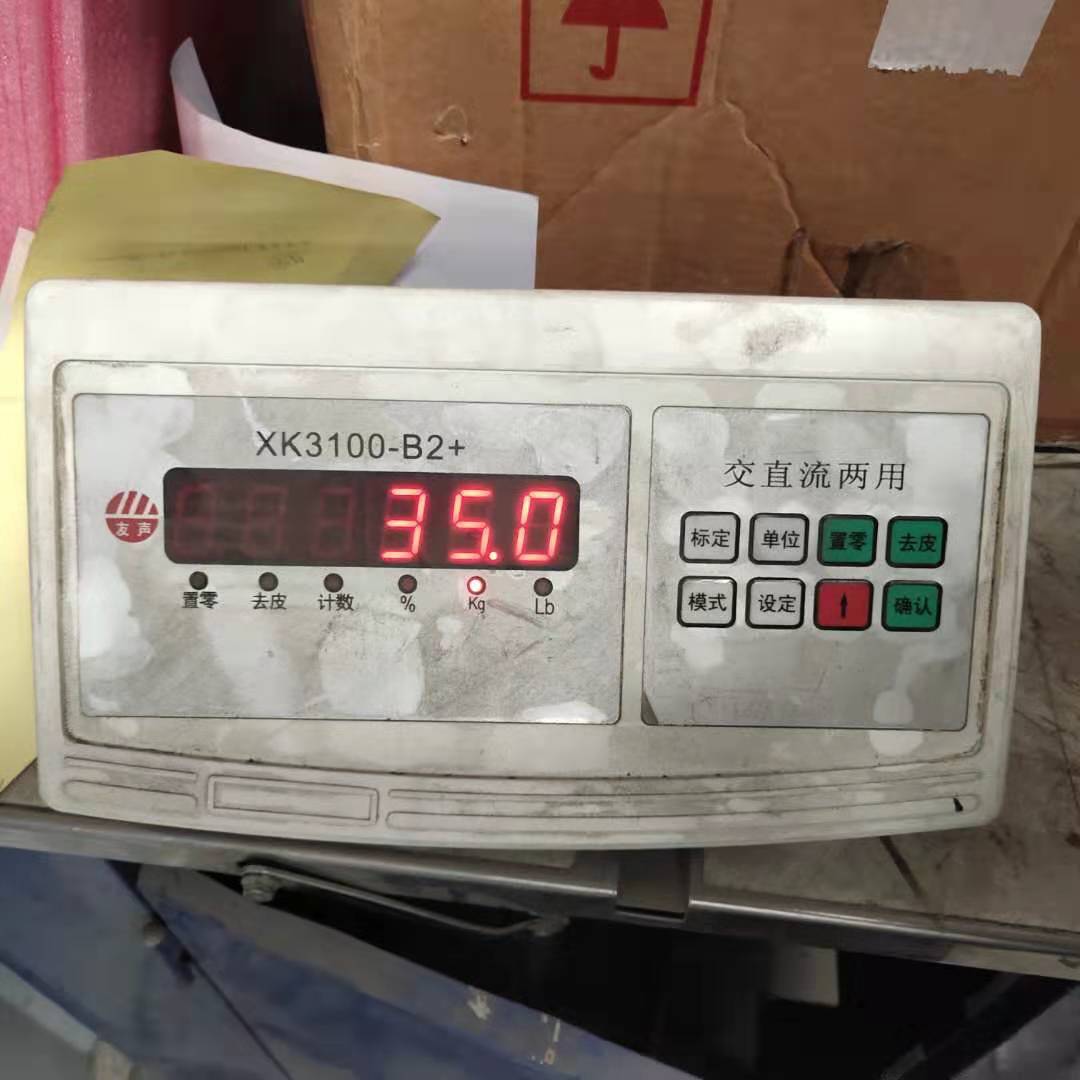 XK3100-B2+
友声
35.0
置零 去皮 计数 % Kg Lb
交直流两用
标定 单位 置零 去皮
模式 设定 ↑ 确认